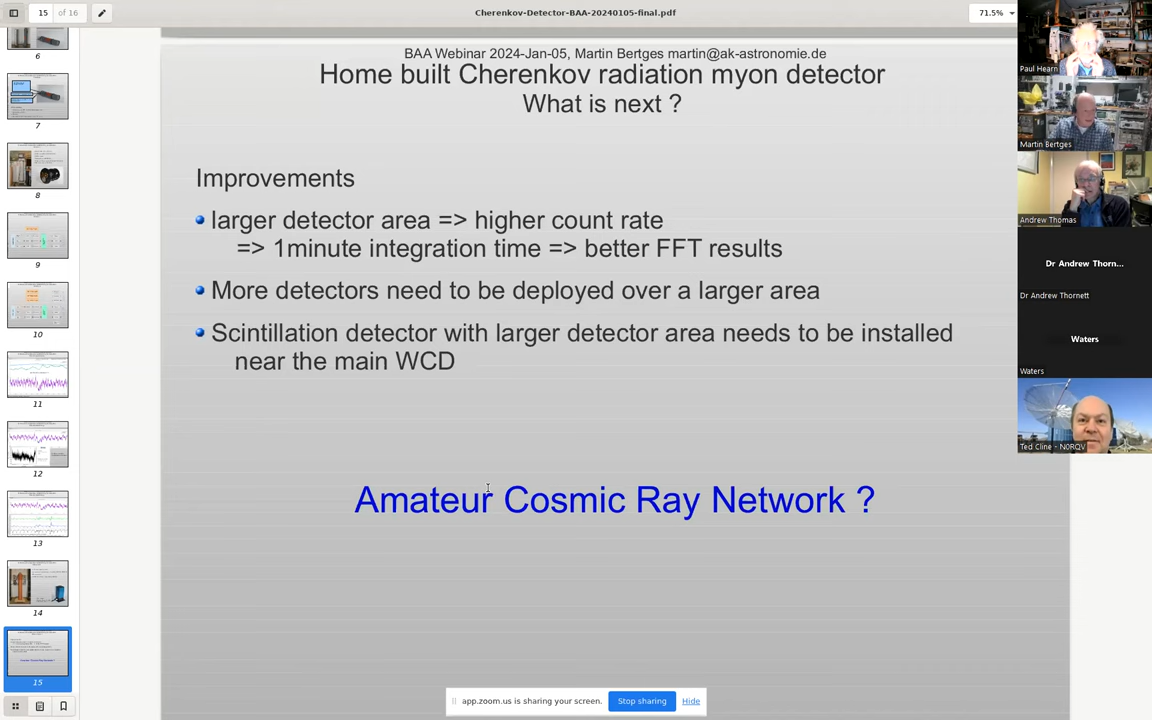 15 of 16
Cherenkov-Detector-BAA-20240105-final.pdf
71.5%
6
7
8
9
10
11
12
13
14
15
BAA Webinar 2024-Jan-05, Martin Bertges martin@ak-astronomie.de
Home built Cherenkov radiation myon detector
What is next ?
Improvements
larger detector area => higher count rate
=> 1minute integration time => better FFT results
More detectors need to be deployed over a larger area
Scintillation detector with larger detector area needs to be installed
near the main WCD
Amateur Cosmic Ray Network ?
app.zoom.us is sharing your screen.
Stop sharing
Hide
Paul Hearn
Martin Bertges
Andrew Thomas
Dr Andrew Thorn...
Dr Andrew Thornett
Waters
Waters
Ted Cline - N0RQV